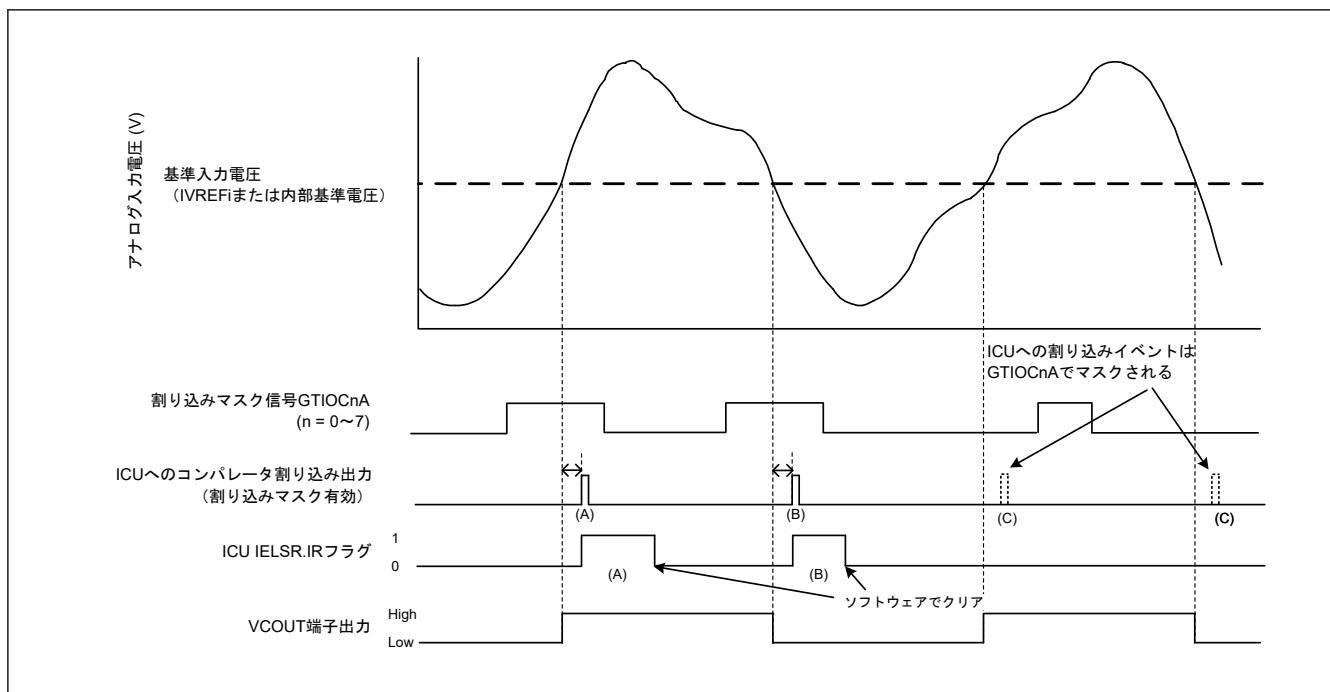 アナログ入力電圧 (V)
基準入力電圧
（IVREFiまたは内部基準電圧）
ICUへの割り込みイベントは
GTIOCnAでマスクされる
割り込みマスク信号GTIOCnA
(n = 0～7)
ICUへのコンパレータ割り込み出力
（割り込みマスク有効）
(A)
(B)
(C)
(C)
ICU IELSR.IRフラグ
1
0
(A)
(B)
ソフトウェアでクリア
VCOUT端子出力
High
Low